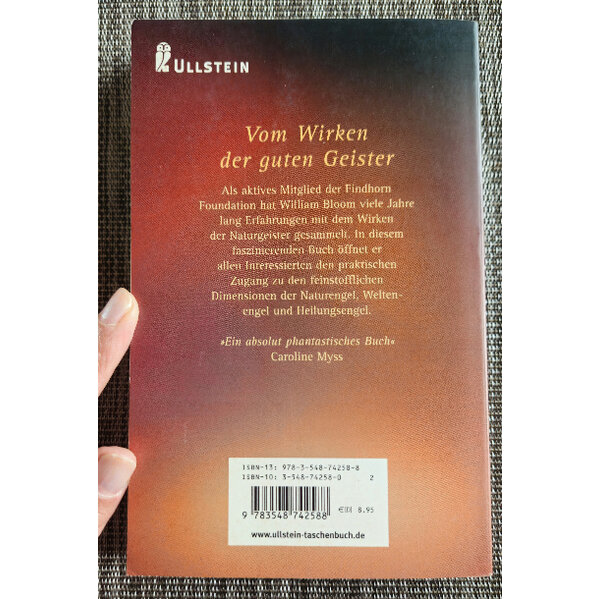 ULLSTEIN
Vom Wirken
der guten Geister
Als aktives Mitglied der Findhorn
Foundation hat William Bloom viele Jahre
lang Erfahrungen mit dem Wirken
der Naturgeister gesammelt. In diesem
faszinierenden Buch öffnet er
allen Interessierten den praktischen
Zugang zu den feinstofflichen
Dimensionen der Naturengel, Welten-
engel und Heilungsengel.
»Ein absolut phantastisches Buch«
Caroline Myss
ISBN-13: 978-3-548-74258-8
ISBN-10: 3-548-74258-0 2
9 783548 742588
€ [D] 8.95
www.ullstein-taschenbuch.de